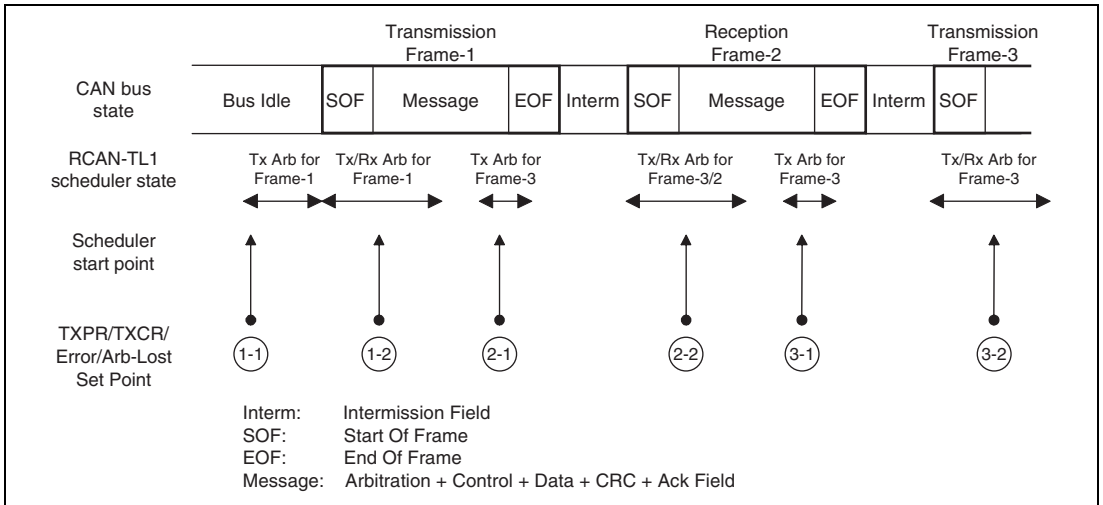 Transmission
Frame-1
Reception
Frame-2
Transmission
Frame-3
CAN bus
state
Bus Idle
SOF
Message
EOF
Interm
SOF
Message
EOF
Interm
SOF
RCAN-TL1
scheduler state
Tx Arb for
Frame-1
Tx/Rx Arb for
Frame-1
Tx Arb for
Frame-3
Tx/Rx Arb for
Frame-3/2
Tx Arb for
Frame-3
Tx/Rx Arb for
Frame-3
Scheduler
start point
TXPR/TXCR/
Error/Arb-Lost
Set Point
1-1
1-2
2-1
2-2
3-1
3-2
Interm: Intermission Field
SOF: Start Of Frame
EOF: End Of Frame
Message: Arbitration + Control + Data + CRC + Ack Field